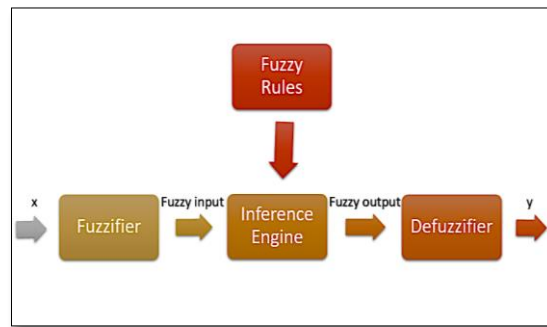 Fuzzy
Rules
x
Fuzzy input
Fuzzy output
y
Fuzzifier
Inference
Engine
Defuzzifier